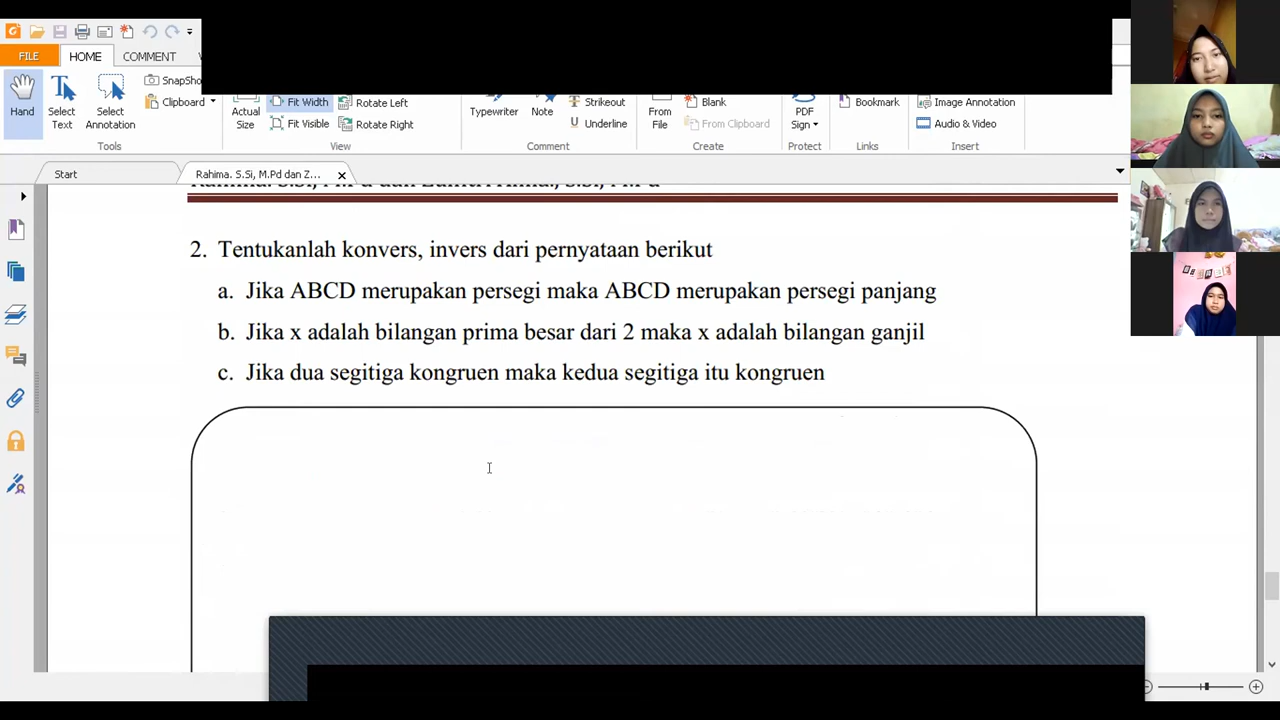 FILE
HOME
COMMENT
Hand
Select
Text
Select
Annotation
SnapSho
Clipboard
Tools
Actual
Size
Fit Width
Fit Visible
Rotate Left
Rotate Right
View
Typewriter
Note
Strikeout
Underline
Comment
From
File
Blank
From Clipboard
Create
PDF
Sign
Protect
Bookmark
Links
Image Annotation
Audio & Video
Insert
Start
Rahima. S.Si, M.Pd dan Z...
2. Tentukanlah konvers, invers dari pernyataan berikut
a. Jika ABCD merupakan persegi maka ABCD merupakan persegi panjang
b. Jika x adalah bilangan prima besar dari 2 maka x adalah bilangan ganjil
c. Jika dua segitiga kongruen maka kedua segitiga itu kongruen